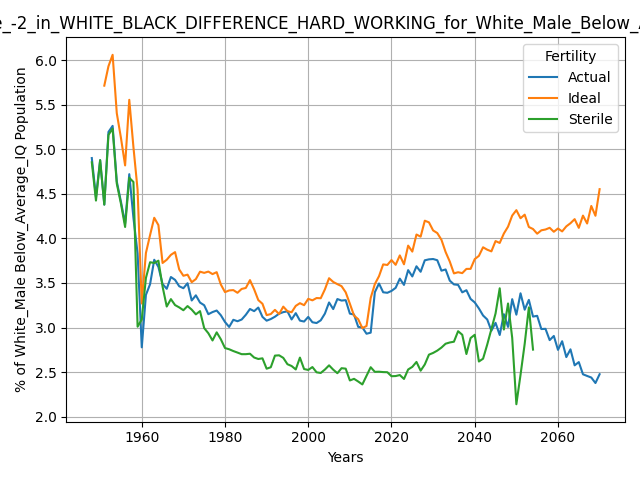 e_-2_in_WHITE_BLACK_DIFFERENCE_HARD_WORKING_for_White_Male_Below_A
Fertility
Actual
Ideal
Sterile
% of White_Male Below_Average_IQ Population
6.0
5.5
5.0
4.5
4.0
3.5
3.0
2.5
2.0
1960
1980
2000
2020
2040
2060
Years